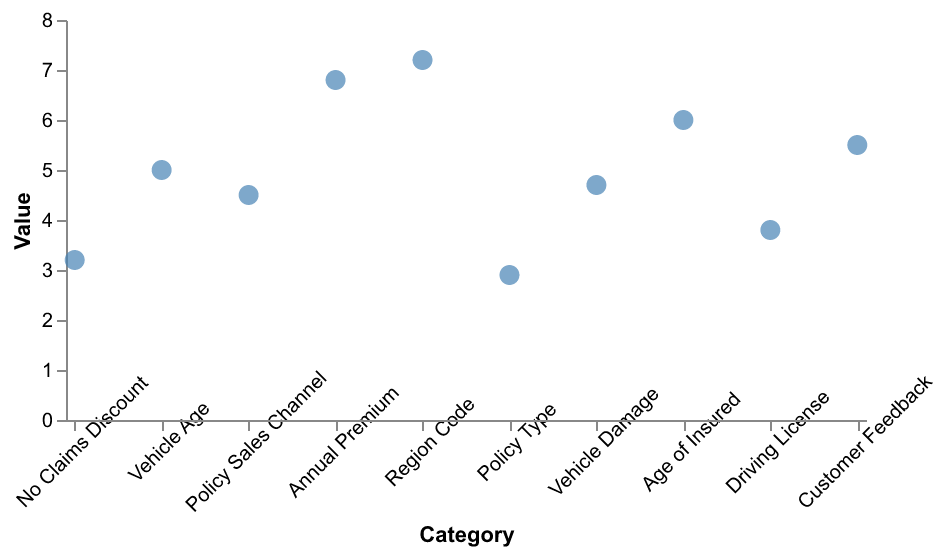 8
7
6
5
4
3
2
1
0
Value
No Claims Discount
Vehicle Age
Policy Sales Channel
Annual Premium
Region Code
Policy Type
Vehicle Damage
Age of Insured
Driving License
Customer Feedback
Category